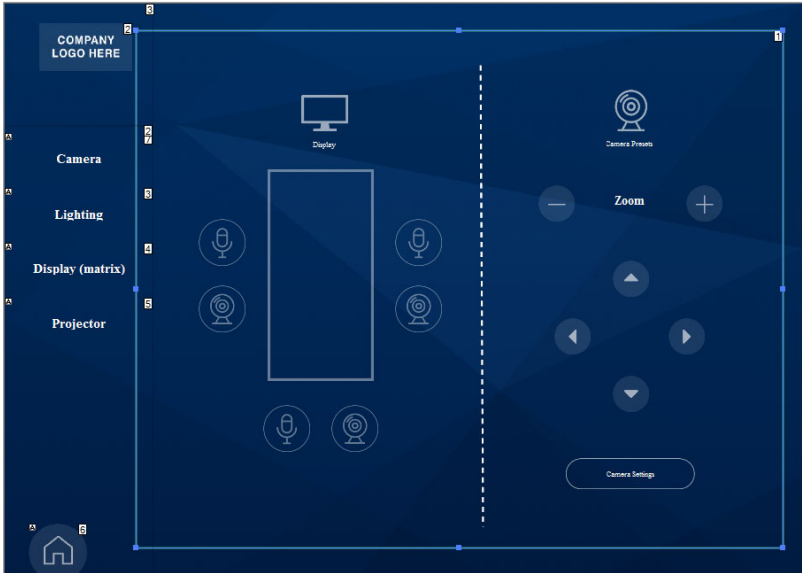 3
2
1
COMPANY
LOGO HERE
Display
Camera Presets
A
2
7
Camera
A
3
Lighting
Zoom
A
4
Display (matrix)
A
5
Projector
Camera Settings
A
6